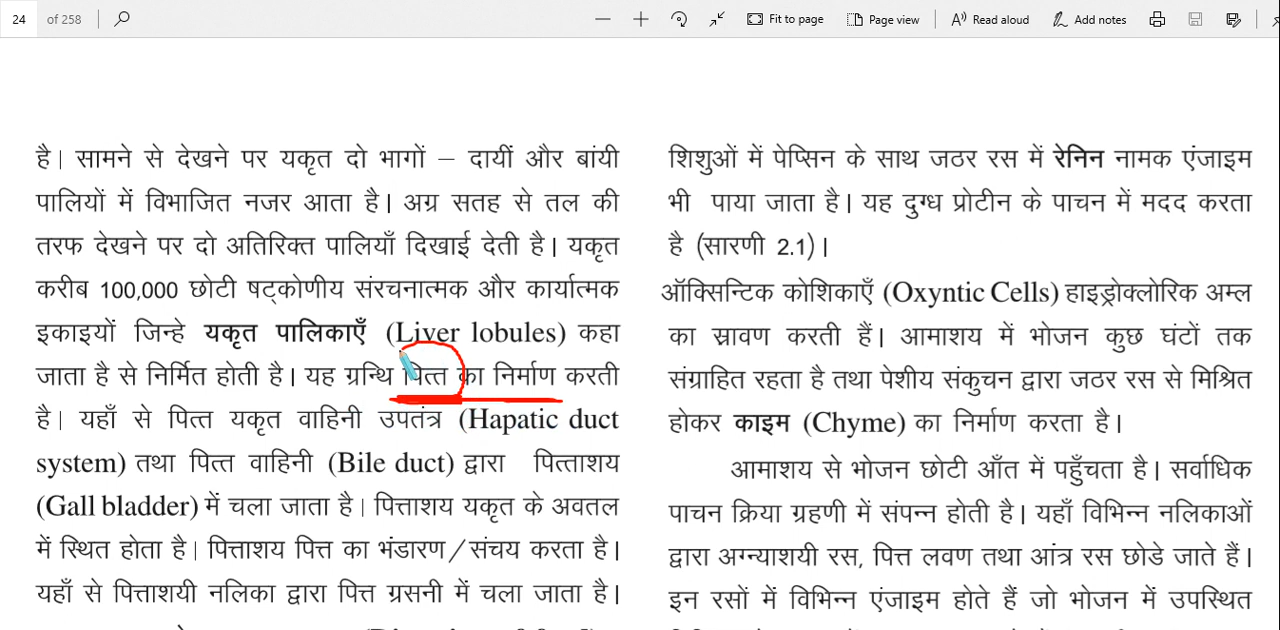 24 of 258 Fit to page Page view Read aloud Add notes
है। सामने से देखने पर यकृत दो भागों – दायीं और बांयी
पालियों में विभाजित नजर आता है। अग्र सतह से तल की
तरफ देखने पर दो अतिरिक्त पालियाँ दिखाई देती है। यकृत
करीब 100,000 छोटी षट्कोणीय संरचनात्मक और कार्यात्मक
इकाइयों जिन्हे यकृत पालिकाएँ (Liver lobules) कहा
जाता है से निर्मित होती है। यह ग्रन्थि पित्त का निर्माण करती
है। यहाँ से पित्त यकृत वाहिनी उपतंत्र (Hapatic duct
system) तथा पित्त वाहिनी (Bile duct) द्वारा पित्ताशय
(Gall bladder) में चला जाता है। पित्ताशय यकृत के अवतल
में स्थित होता है। पित्ताशय पित्त का भंडारण/संचय करता है।
यहाँ से पित्ताशयी नलिका द्वारा पित्त ग्रसनी में चला जाता है।
शिशुओं में पेप्सिन के साथ जठर रस में रेनिन नामक एंजाइम
भी पाया जाता है। यह दुग्ध प्रोटीन के पाचन में मदद करता
है (सारणी 2.1)।
ऑक्सिन्टिक कोशिकाएँ (Oxyntic Cells) हाइड्रोक्लोरिक अम्ल
का स्रावण करती हैं। आमाशय में भोजन कुछ घंटों तक
संग्राहित रहता है तथा पेशीय संकुचन द्वारा जठर रस से मिश्रित
होकर काइम (Chyme) का निर्माण करता है।
आमाशय से भोजन छोटी आँत में पहुँचता है। सर्वाधिक
पाचन क्रिया ग्रहणी में संपन्न होती है। यहाँ विभिन्न नलिकाओं
द्वारा अग्न्याशयी रस, पित्त लवण तथा आंत्र रस छोडे जाते हैं।
इन रसों में विभिन्न एंजाइम होते हैं जो भोजन में उपस्थित